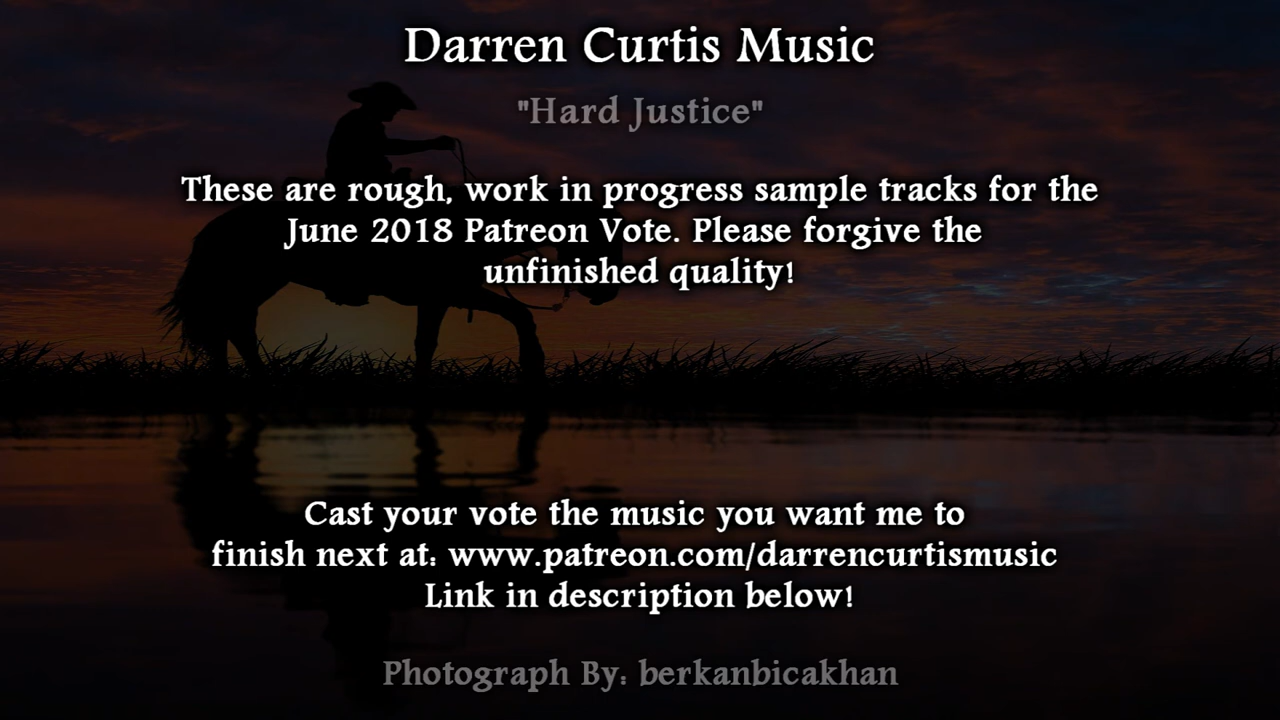 Darren Curtis Music
"Hard Justice"
These are rough, work in progress sample tracks for the
June 2018 Patreon Vote. Please forgive the
unfinished quality!
Cast your vote the music you want me to
finish next at: www.patreon.com/darrencurtismusic
Link in description below!
Photograph By: berkanbicakhan